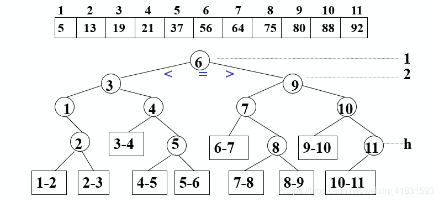 1 2 3 4 5 6 7 8 9 10 11
5 13 19 21 37 56 64 75 80 88 92
6 1
< = >
3 9 2
1 4 7 10
2 3-4 5 6-7 8 9-10 11 h
1-2 2-3 4-5 5-6 7-8 8-9 10-11